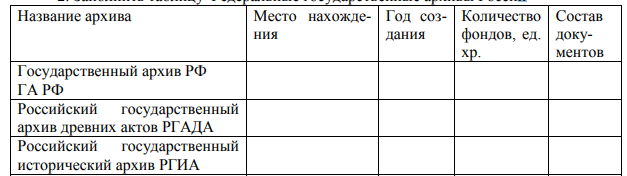 Название архива
Место нахожде-
ния
Год соз-
дания
Количество
фондов, ед.
хр.
Состав
доку-
ментов
Государственный архив РФ
ГА РФ
Российский государственный
архив древних актов РГАДА
Российский государственный
исторический архив РГИА